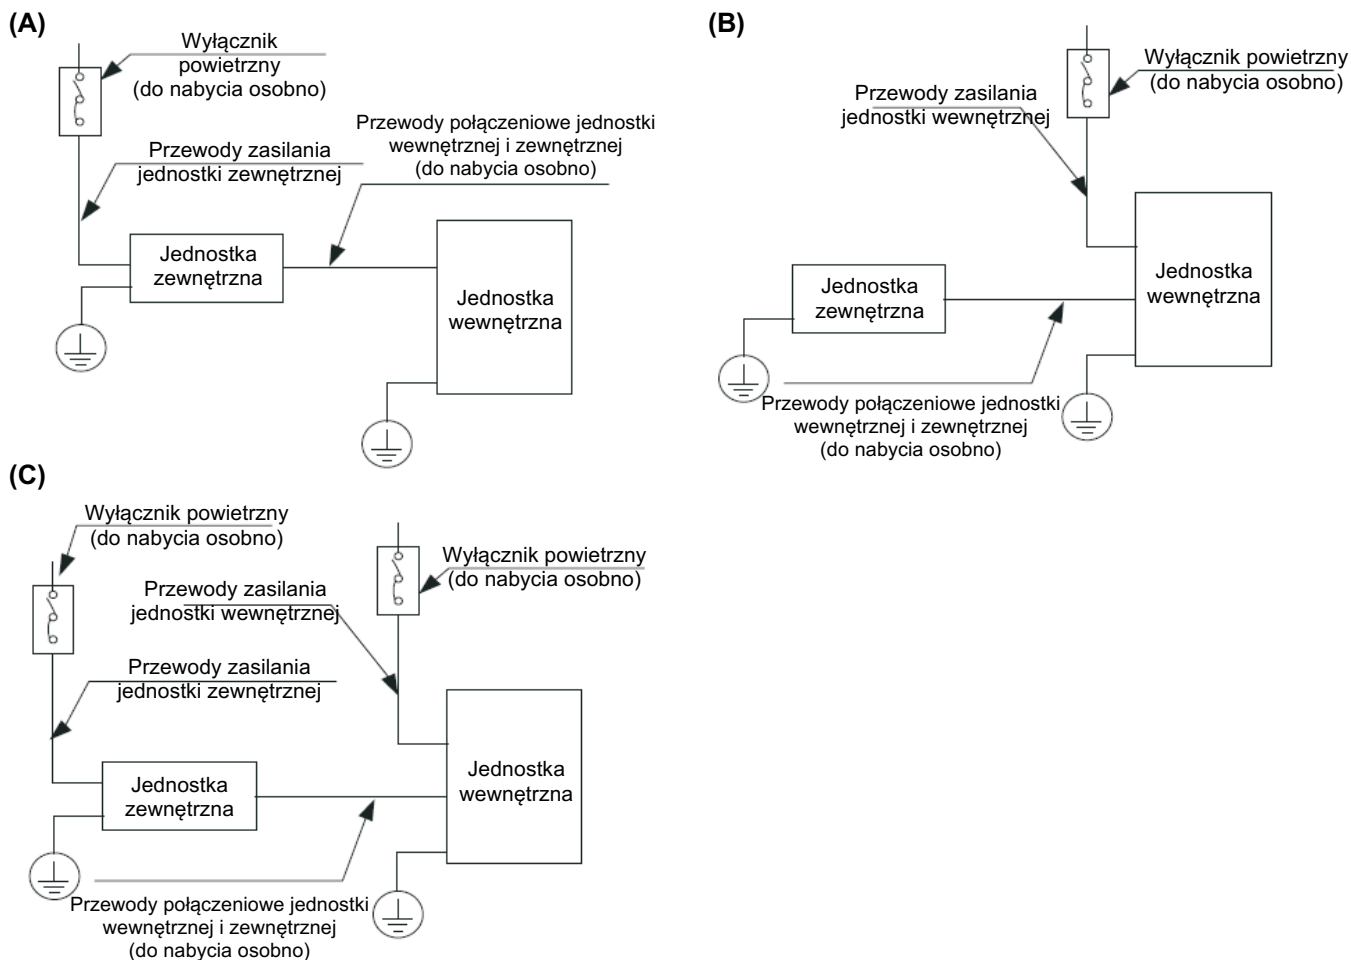 (A)
Wyłącznik
powietrzny
(do nabycia osobno)
Przewody połączeniowe jednostki
wewnętrznej i zewnętrznej
(do nabycia osobno)
Przewody zasilania
jednostki zewnętrznej
Jednostka
zewnętrzna
Jednostka
wewnętrzna
(B)
Wyłącznik powietrzny
(do nabycia osobno)
Przewody zasilania
jednostki wewnętrznej
Jednostka
wewnętrzna
Jednostka
zewnętrzna
Przewody połączeniowe jednostki
wewnętrznej i zewnętrznej
(do nabycia osobno)
(C)
Wyłącznik powietrzny
(do nabycia osobno)
Wyłącznik powietrzny
(do nabycia osobno)
Przewody zasilania
jednostki wewnętrznej
Przewody zasilania
jednostki zewnętrznej
Jednostka
zewnętrzna
Jednostka
wewnętrzna
Przewody połączeniowe jednostki
wewnętrznej i zewnętrznej
(do nabycia osobno)